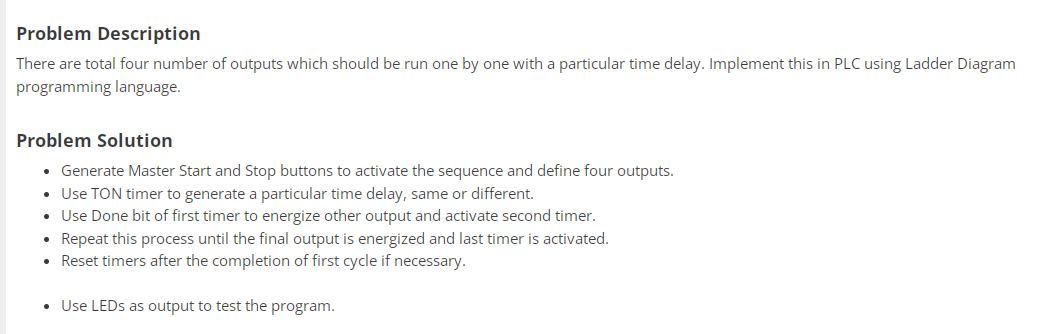 Problem Description
There are total four number of outputs which should be run one by one with a particular time delay. Implement this in PLC using Ladder Diagram
programming language.
Problem Solution
• Generate Master Start and Stop buttons to activate the sequence and define four outputs.
• Use TON timer to generate a particular time delay, same or different.
• Use Done bit of first timer to energize other output and activate second timer.
• Repeat this process until the final output is energized and last timer is activated.
• Reset timers after the completion of first cycle if necessary.
• Use LEDs as output to test the program.